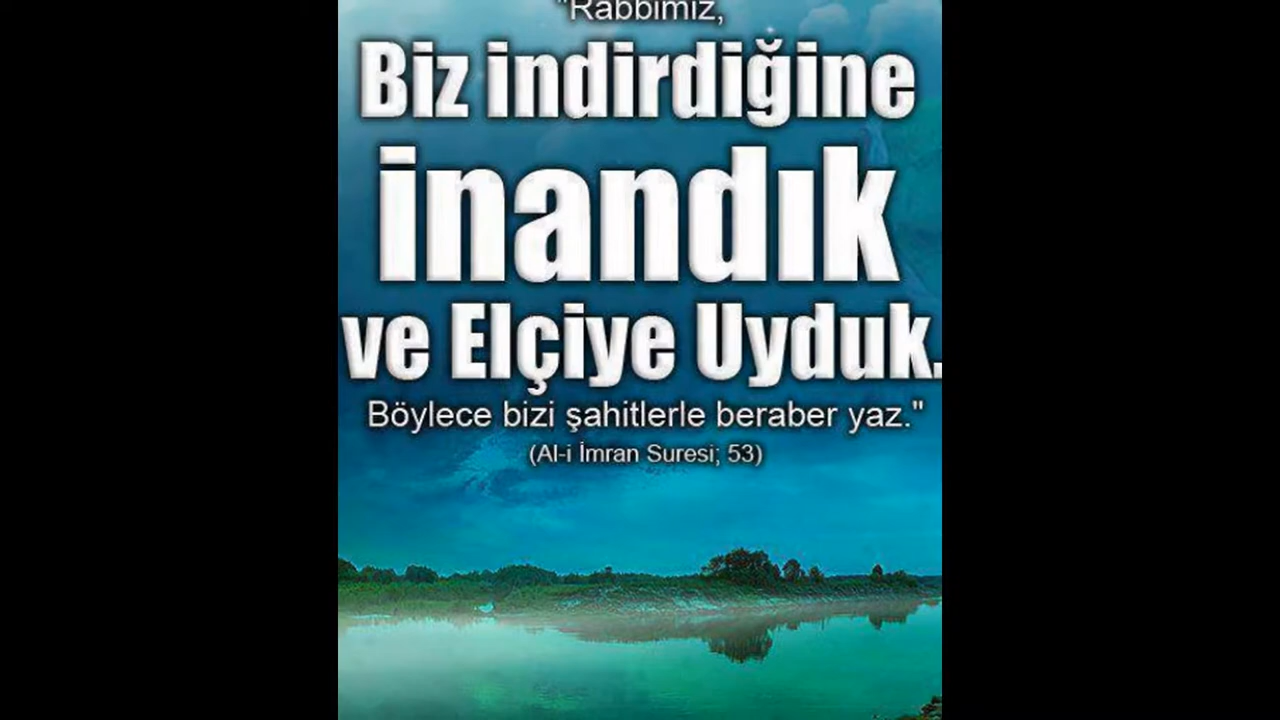 "Rabbimiz,
Biz indirdiğine
inandık
ve Elçiye Uyduk.
Böylece bizi şahitlerle beraber yaz."
(Al-i İmran Suresi; 53)